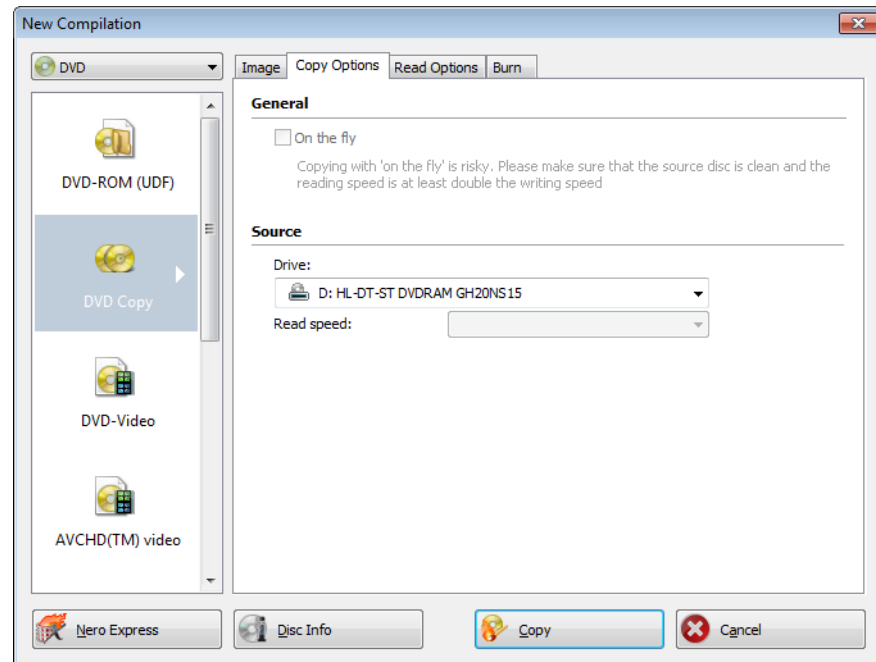 New Compilation
DVD
DVD-ROM (UDF)
DVD Copy
DVD-Video
AVCHD(TM) video
Image
Copy Options
Read Options
Burn
General
On the fly
Copying with 'on the fly' is risky. Please make sure that the source disc is clean and the
reading speed is at least double the writing speed
Source
Drive:
D: HL-DT-ST DVDRAM GH20NS15
Read speed:
Nero Express
Disc Info
Copy
Cancel